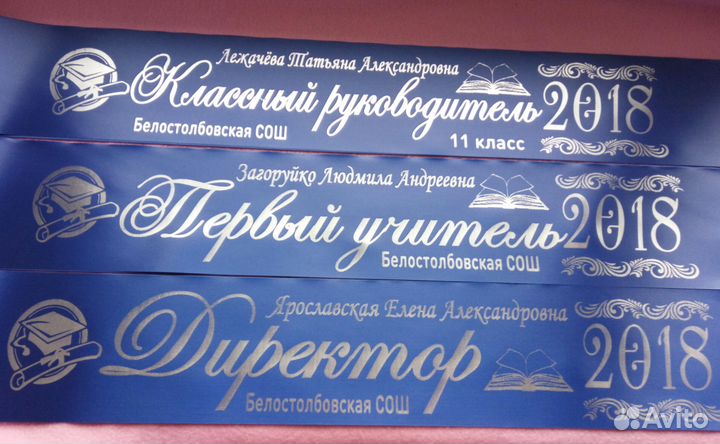 Лежачёва Татьяна Александровна
Классный руководитель 2018
Белостолбовская СОШ 11 класс
Загоруйко Людмила Андреевна
Первый учитель 2018
Белостолбовская СОШ
Ярославская Елена Александровна
Директор 2018
Белостолбовская СОШ
Avito